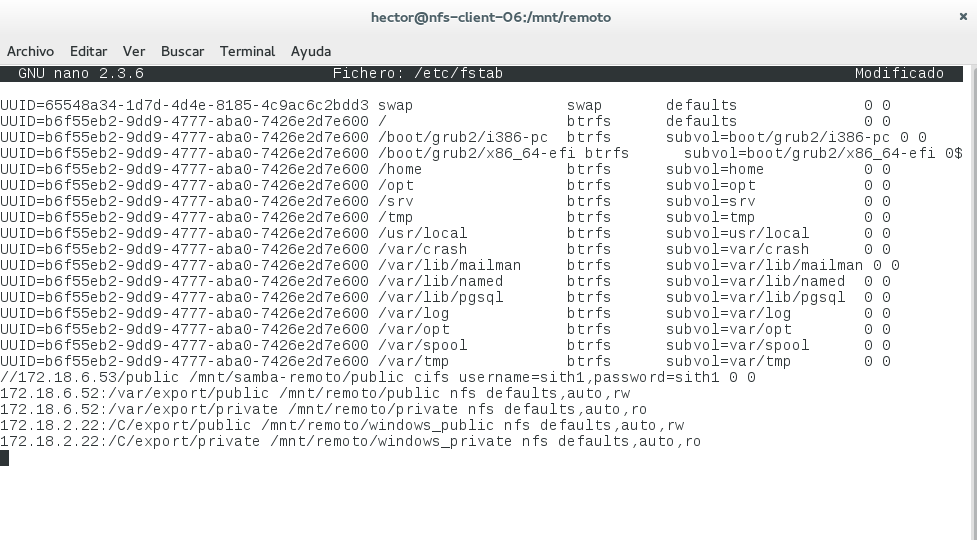 hector@nfs-client-06:/mnt/remoto ×
Archivo Editar Ver Buscar Terminal Ayuda
GNU nano 2.3.6 Fichero: /etc/fstab Modificado
UUID=65548a34-1d7d-4d4e-8185-4c9ac6c2bdd3 swap swap defaults 0 0
UUID=b6f55eb2-9dd9-4777-aba0-7426e2d7e600 / btrfs defaults 0 0
UUID=b6f55eb2-9dd9-4777-aba0-7426e2d7e600 /boot/grub2/i386-pc btrfs subvol=boot/grub2/i386-pc 0 0
UUID=b6f55eb2-9dd9-4777-aba0-7426e2d7e600 /boot/grub2/x86_64-efi btrfs subvol=boot/grub2/x86_64-efi 0$
UUID=b6f55eb2-9dd9-4777-aba0-7426e2d7e600 /home btrfs subvol=home 0 0
UUID=b6f55eb2-9dd9-4777-aba0-7426e2d7e600 /opt btrfs subvol=opt 0 0
UUID=b6f55eb2-9dd9-4777-aba0-7426e2d7e600 /srv btrfs subvol=srv 0 0
UUID=b6f55eb2-9dd9-4777-aba0-7426e2d7e600 /tmp btrfs subvol=tmp 0 0
UUID=b6f55eb2-9dd9-4777-aba0-7426e2d7e600 /usr/local btrfs subvol=usr/local 0 0
UUID=b6f55eb2-9dd9-4777-aba0-7426e2d7e600 /var/crash btrfs subvol=var/crash 0 0
UUID=b6f55eb2-9dd9-4777-aba0-7426e2d7e600 /var/lib/mailman btrfs subvol=var/lib/mailman 0 0
UUID=b6f55eb2-9dd9-4777-aba0-7426e2d7e600 /var/lib/named btrfs subvol=var/lib/named 0 0
UUID=b6f55eb2-9dd9-4777-aba0-7426e2d7e600 /var/lib/pgsql btrfs subvol=var/lib/pgsql 0 0
UUID=b6f55eb2-9dd9-4777-aba0-7426e2d7e600 /var/log btrfs subvol=var/log 0 0
UUID=b6f55eb2-9dd9-4777-aba0-7426e2d7e600 /var/opt btrfs subvol=var/opt 0 0
UUID=b6f55eb2-9dd9-4777-aba0-7426e2d7e600 /var/spool btrfs subvol=var/spool 0 0
UUID=b6f55eb2-9dd9-4777-aba0-7426e2d7e600 /var/tmp btrfs subvol=var/tmp 0 0
//172.18.6.53/public /mnt/samba-remoto/public cifs username=sith1,password=sith1 0 0
172.18.6.52:/var/export/public /mnt/remoto/public nfs defaults,auto,rw
172.18.6.52:/var/export/private /mnt/remoto/private nfs defaults,auto,ro
172.18.2.22:/C/export/public /mnt/remoto/windows_public nfs defaults,auto,rw
172.18.2.22:/C/export/private /mnt/remoto/windows_private nfs defaults,auto,ro